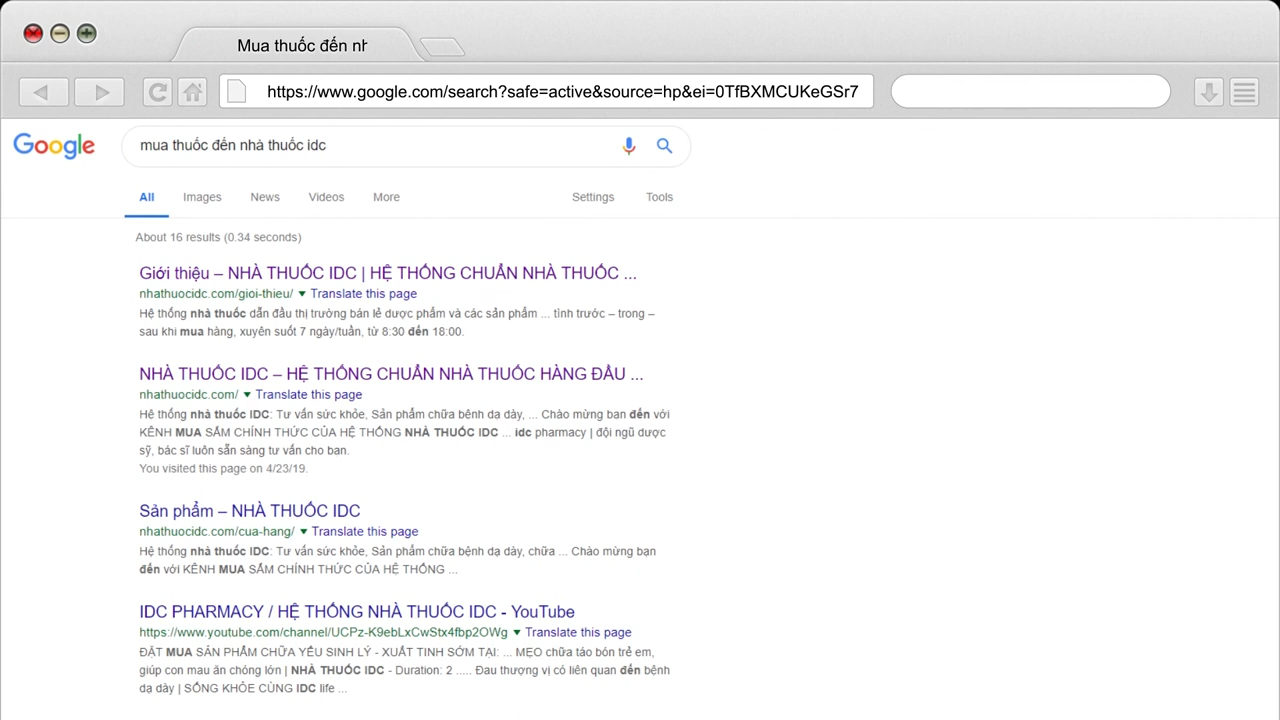 Mua thuốc đến nh
https://www.google.com/search?safe=active&source=hp&ei=0TfBXMCUKeGSr7
Google
mua thuốc đến nhà thuốc idc
All Images News Videos More Settings Tools
About 16 results (0.34 seconds)
Giới thiệu – NHÀ THUỐC IDC | HỆ THỐNG CHUẨN NHÀ THUỐC ...
nhathuocidc.com/gioi-thieu/ Translate this page
Hệ thống nhà thuốc dẫn đầu thị trường bán lẻ dược phẩm và các sản phẩm ... tình trước – trong –
sau khi mua hàng, xuyên suốt 7 ngày/tuần, từ 8:30 đến 18:00.
NHÀ THUỐC IDC – HỆ THỐNG CHUẨN NHÀ THUỐC HÀNG ĐẦU ...
nhathuocidc.com/ Translate this page
Hệ thống nhà thuốc IDC: Tư vấn sức khỏe, Sản phẩm chữa bệnh dạ dày, ... Chào mừng bạn đến với
KÊNH MUA SẮM CHÍNH THỨC CỦA HỆ THỐNG NHÀ THUỐC IDC ... idc pharmacy | đội ngũ dược
sỹ, bác sĩ luôn sẵn sàng tư vấn cho bạn.
You visited this page on 4/23/19.
Sản phẩm – NHÀ THUỐC IDC
nhathuocidc.com/cua-hang/ Translate this page
Hệ thống nhà thuốc IDC: Tư vấn sức khỏe, Sản phẩm chữa bệnh dạ dày, chữa ... Chào mừng bạn
đến với KÊNH MUA SẮM CHÍNH THỨC CỦA HỆ THỐNG ...
IDC PHARMACY / HỆ THỐNG NHÀ THUỐC IDC - YouTube
https://www.youtube.com/channel/UCPz-K9ebLxCwStx4fbp2OWg Translate this page
ĐẶT MUA SẢN PHẨM CHỮA YẾU SINH LÝ - XUẤT TINH SỚM TẠI: ... MẸO chữa táo bón trẻ em,
giúp con mau ăn chóng lớn | NHÀ THUỐC IDC - Duration: 2 ..... Đau thượng vị có liên quan đến bệnh
dạ dày | SỐNG KHỎE CÙNG IDC life ...